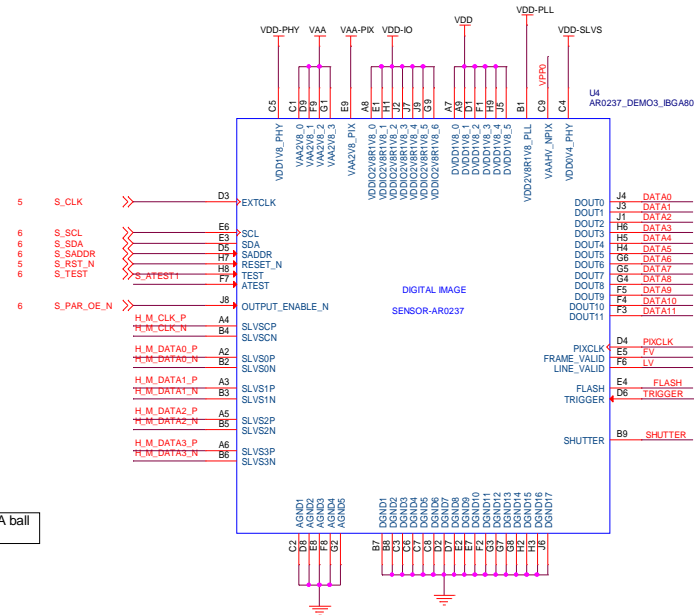 VDD-PLL
VDD
VDD-PHY VAA VAA-PIX VDD-IO VDD-SLVS
VPP0
U4
AR0237_DEMO3_IBGA80
C5 C1 D9 F9 G1 E9 A8 E1 H1 J2 J7 J9 G9 A7 A9 D1 F1 H9 J5 B1 C9 C4
VDD1V8_PHY
VAA2V8_0
VAA2V8_1
VAA2V8_2
VAA2V8_3
VAA2V8_PIX
VDDIO2V8R1V8_0
VDDIO2V8R1V8_1
VDDIO2V8R1V8_2
VDDIO2V8R1V8_3
VDDIO2V8R1V8_4
VDDIO2V8R1V8_5
VDDIO2V8R1V8_6
DVDD1V8_0
DVDD1V8_1
DVDD1V8_2
DVDD1V8_3
DVDD1V8_4
DVDD1V8_5
VDD2V8R1V8_PLL
VAAHV_NPIX
VDD0V4_PHY
5 S_CLK D3 EXTCLK
6 S_SCL E6 SCL
6 S_SDA E3 SDA
6 S_SADDR D5 SADDR
5 S_RST_N H7 RESET_N
6 S_TEST H8 TEST
S_ATEST1 F7 ATEST
6 S_PAR_OE_N J8 OUTPUT_ENABLE_N
H_M_CLK_P A4 SLVSCP
H_M_CLK_N B4 SLVSCN
H_M_DATA0_P A2 SLVS0P
H_M_DATA0_N B2 SLVS0N
H_M_DATA1_P A3 SLVS1P
H_M_DATA1_N B3 SLVS1N
H_M_DATA2_P A5 SLVS2P
H_M_DATA2_N B5 SLVS2N
H_M_DATA3_P A6 SLVS3P
H_M_DATA3_N B6 SLVS3N
DIGITAL IMAGE
SENSOR-AR0237
DOUT0 J4 DATA0
DOUT1 J3 DATA1
DOUT2 J1 DATA2
DOUT3 H6 DATA3
DOUT4 H5 DATA4
DOUT5 H4 DATA5
DOUT6 G6 DATA6
DOUT7 G5 DATA7
DOUT8 G4 DATA8
DOUT9 F5 DATA9
DOUT10 F4 DATA10
DOUT11 F3 DATA11
PIXCLK D4 PIXCLK
FRAME_VALID E5 FV
LINE_VALID F6 LV
FLASH E4 FLASH
TRIGGER D6 TRIGGER
SHUTTER B9 SHUTTER
A ball
AGND1
AGND2
AGND3
AGND4
AGND5
DGND1
DGND2
DGND3
DGND4
DGND5
DGND6
DGND7
DGND8
DGND9
DGND10
DGND11
DGND12
DGND13
DGND14
DGND15
DGND16
DGND17
C2 D8 E8 F8 G2 B7 B8 C3 C6 C7 C8 D2 D7 E2 E7 F2 G3 G7 G8 H2 H3 J6